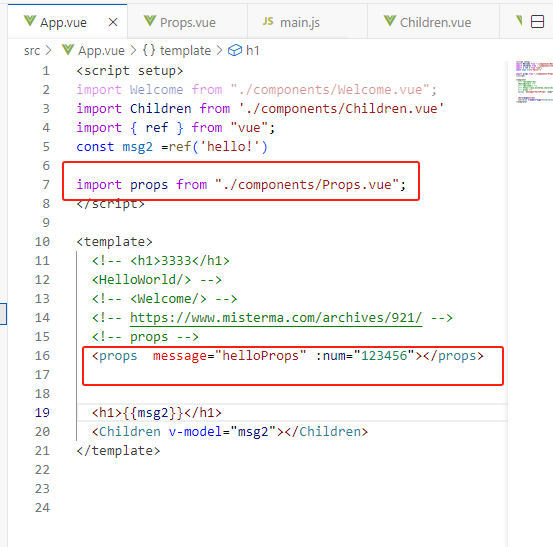 App.vue × Props.vue main.js Children.vue
src > App.vue > {} template > h1
1 <script setup>
2 import Welcome from "./components/Welcome.vue";
3 import Children from './components/Children.vue'
4 import { ref } from "vue";
5 const msg2 =ref('hello!')
6
7 import props from "./components/Props.vue";
8 </script>
9
10 <template>
11 <!-- <h1>3333</h1>
12 <HelloWorld/> -->
13 <!-- <Welcome/> -->
14 <!-- https://www.misterma.com/archives/921/ -->
15 <!-- props -->
16 <props  message="helloProps" :num="123456"></props>
17
18
19 <h1>{{msg2}}</h1>
20 <Children v-model="msg2"></Children>
21 </template>
22
23
24